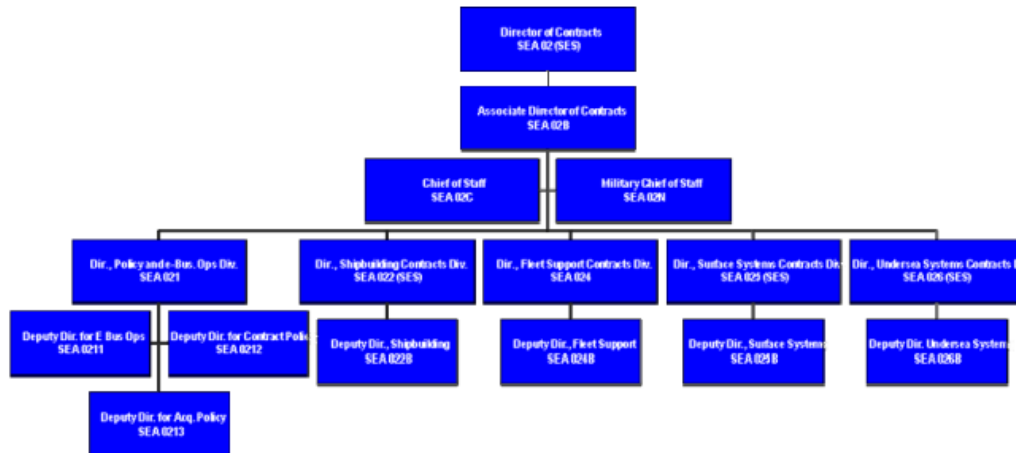 Director of Contracts
SEA 02 (SES)
Associate Director of Contracts
SEA 02B
Chief of Staff
SEA 02C
Military Chief of Staff
SEA 02N
Dir., Policy and e-Bus. Ops Div.
SEA 021
Dir., Shipbuilding Contracts Div.
SEA 022 (SES)
Dir., Fleet Support Contracts Div.
SEA 024
Dir., Surface Systems Contracts Div
SEA 025 (SES)
Dir., Undersea Systems Contracts D
SEA 026 (SES)
Deputy Dir. for E Bus Ops
SEA 0211
Deputy Dir. for Contract Policy
SEA 0212
Deputy Dir., Shipbuilding
SEA 022B
Deputy Dir., Fleet Support
SEA 024B
Deputy Dir., Surface Systems
SEA 025B
Deputy Dir. Undersea System
SEA 026B
Deputy Dir. for Acq. Policy
SEA 0213